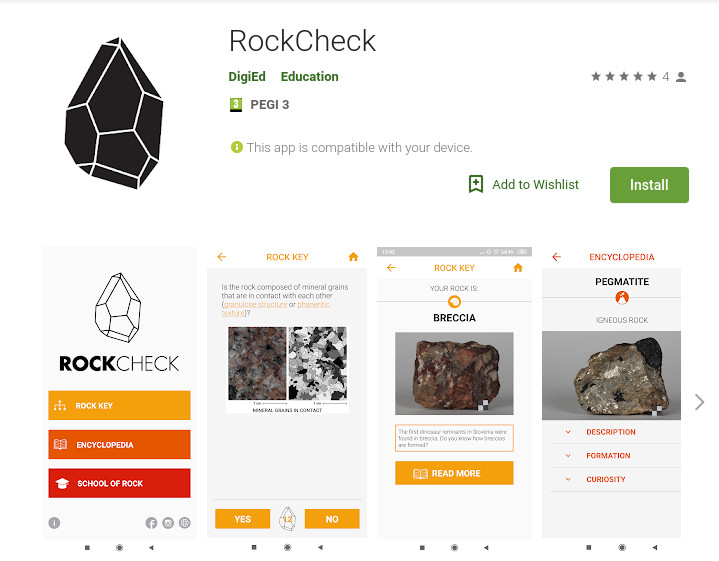 RockCheck
DigiEd Education
4
3 PEGI 3
This app is compatible with your device.
Add to Wishlist
Install
ROCKCHECK
ROCK KEY
ENCYCLOPEDIA
SCHOOL OF ROCK
ROCK KEY
Is the rock composed of mineral grains
that are in contact with each other
(granulose structure or phaneritic
texture)?
1 cm 1 cm
MINERAL GRAINS IN CONTACT
YES
12
NO
ROCK KEY
YOUR ROCK IS:
BRECCIA
The first dinosaur remnants in Slovenia were
found in breccia. Do you know how breccias
are formed?
READ MORE
ENCYCLOPEDIA
PEGMATITE
IGNEOUS ROCK
DESCRIPTION
FORMATION
CURIOSITY